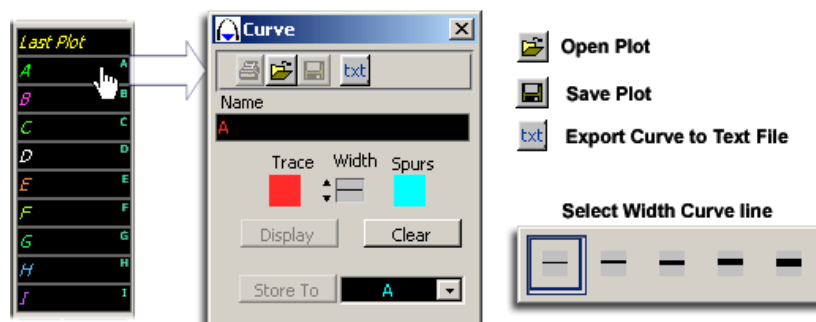 Last Plot
A A
B B
C C
D D
E E
F F
G G
H H
I I
Curve
txt
Name
A
Trace Width Spurs
Display Clear
Store To A
Open Plot
Save Plot
txt Export Curve to Text File
Select Width Curve line